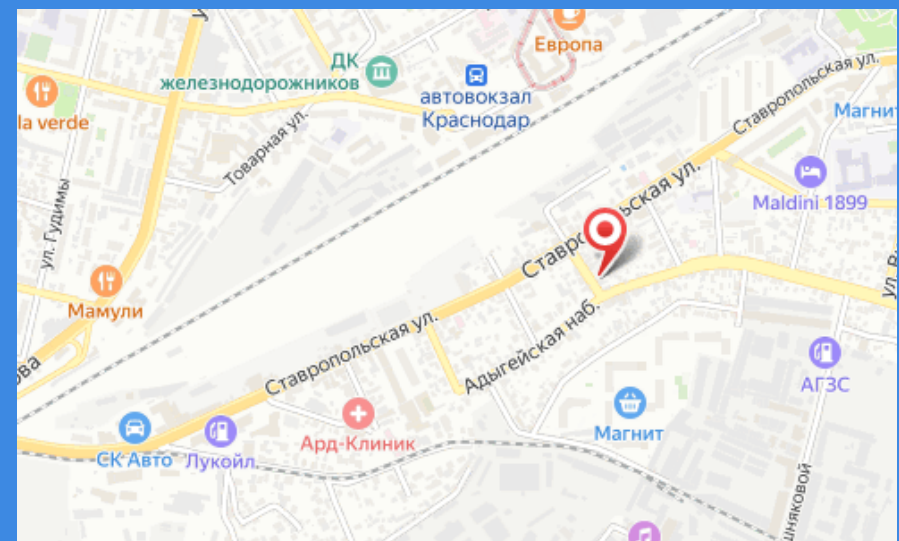 Европа
ДК
железнодорожников
автовокзал
Краснодар
la verde
Товарная ул.
Ставропольская ул.
Магнит
Maldini 1899
ул. Гудимы
Ставропольская ул.
Мамули
Адыгейская наб.
Ставропольская ул.
АГЗС
Магнит
Ард-Клиник
СК Авто
Лукойл